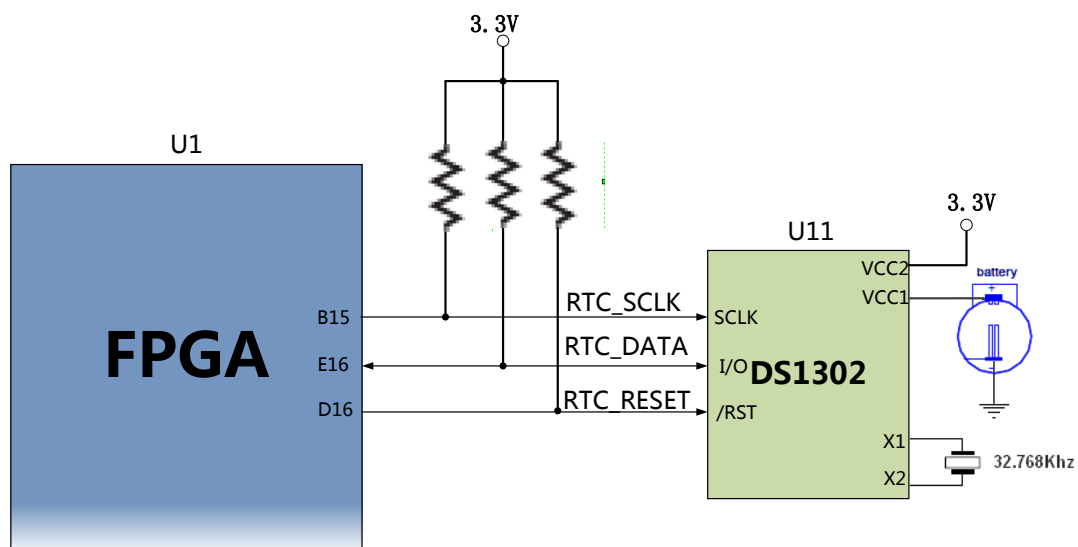 3.3V
U1
U11
3.3V
FPGA
B15
E16
D16
RTC_SCLK
RTC_DATA
RTC_RESET
SCLK
I/O
/RST
DS1302
VCC2
VCC1
X1
X2
battery
+
-
32.768Khz